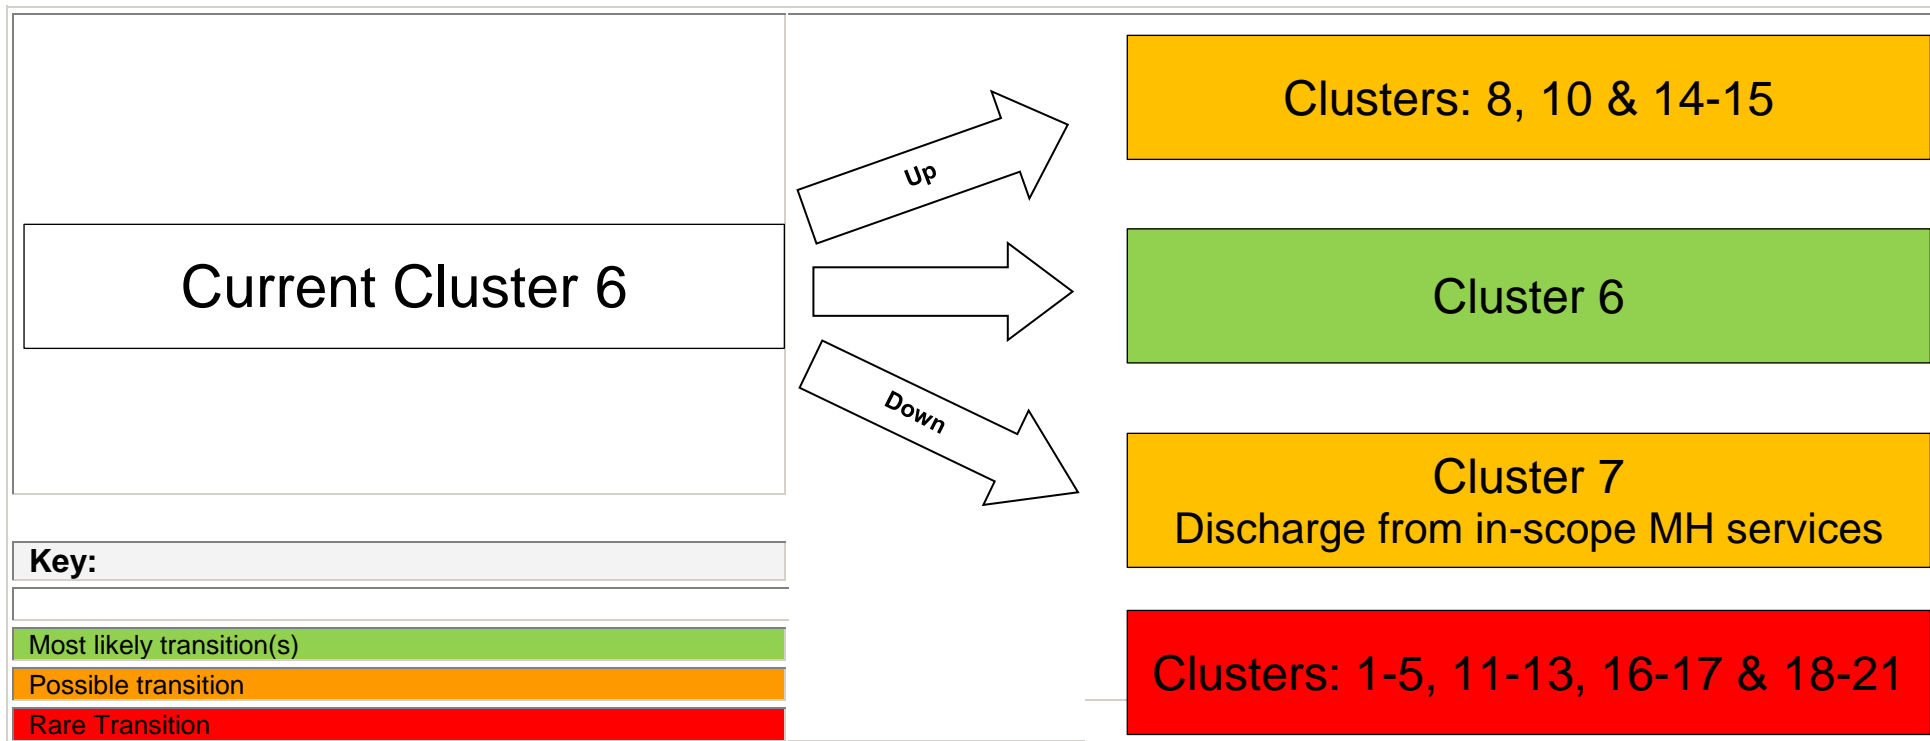 Current Cluster 6
Up
Down
Clusters: 8, 10 & 14-15
Cluster 6
Cluster 7
Discharge from in-scope MH services
Clusters: 1-5, 11-13, 16-17 & 18-21
Key:
Most likely transition(s)
Possible transition
Rare Transition